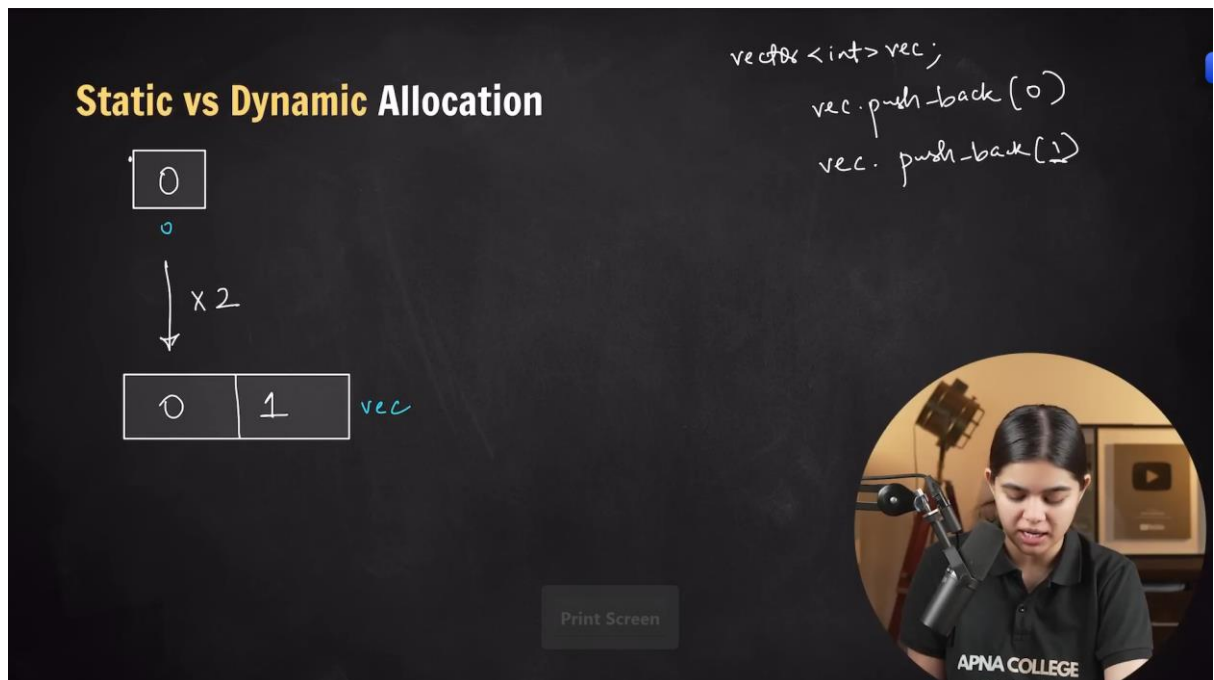 vector <int> vec;
Static vs Dynamic Allocation
vec.push_back(0)
vec. push_back(1)
0
0
x 2
0 1 vec
Print Screen
APNA COLLEGE